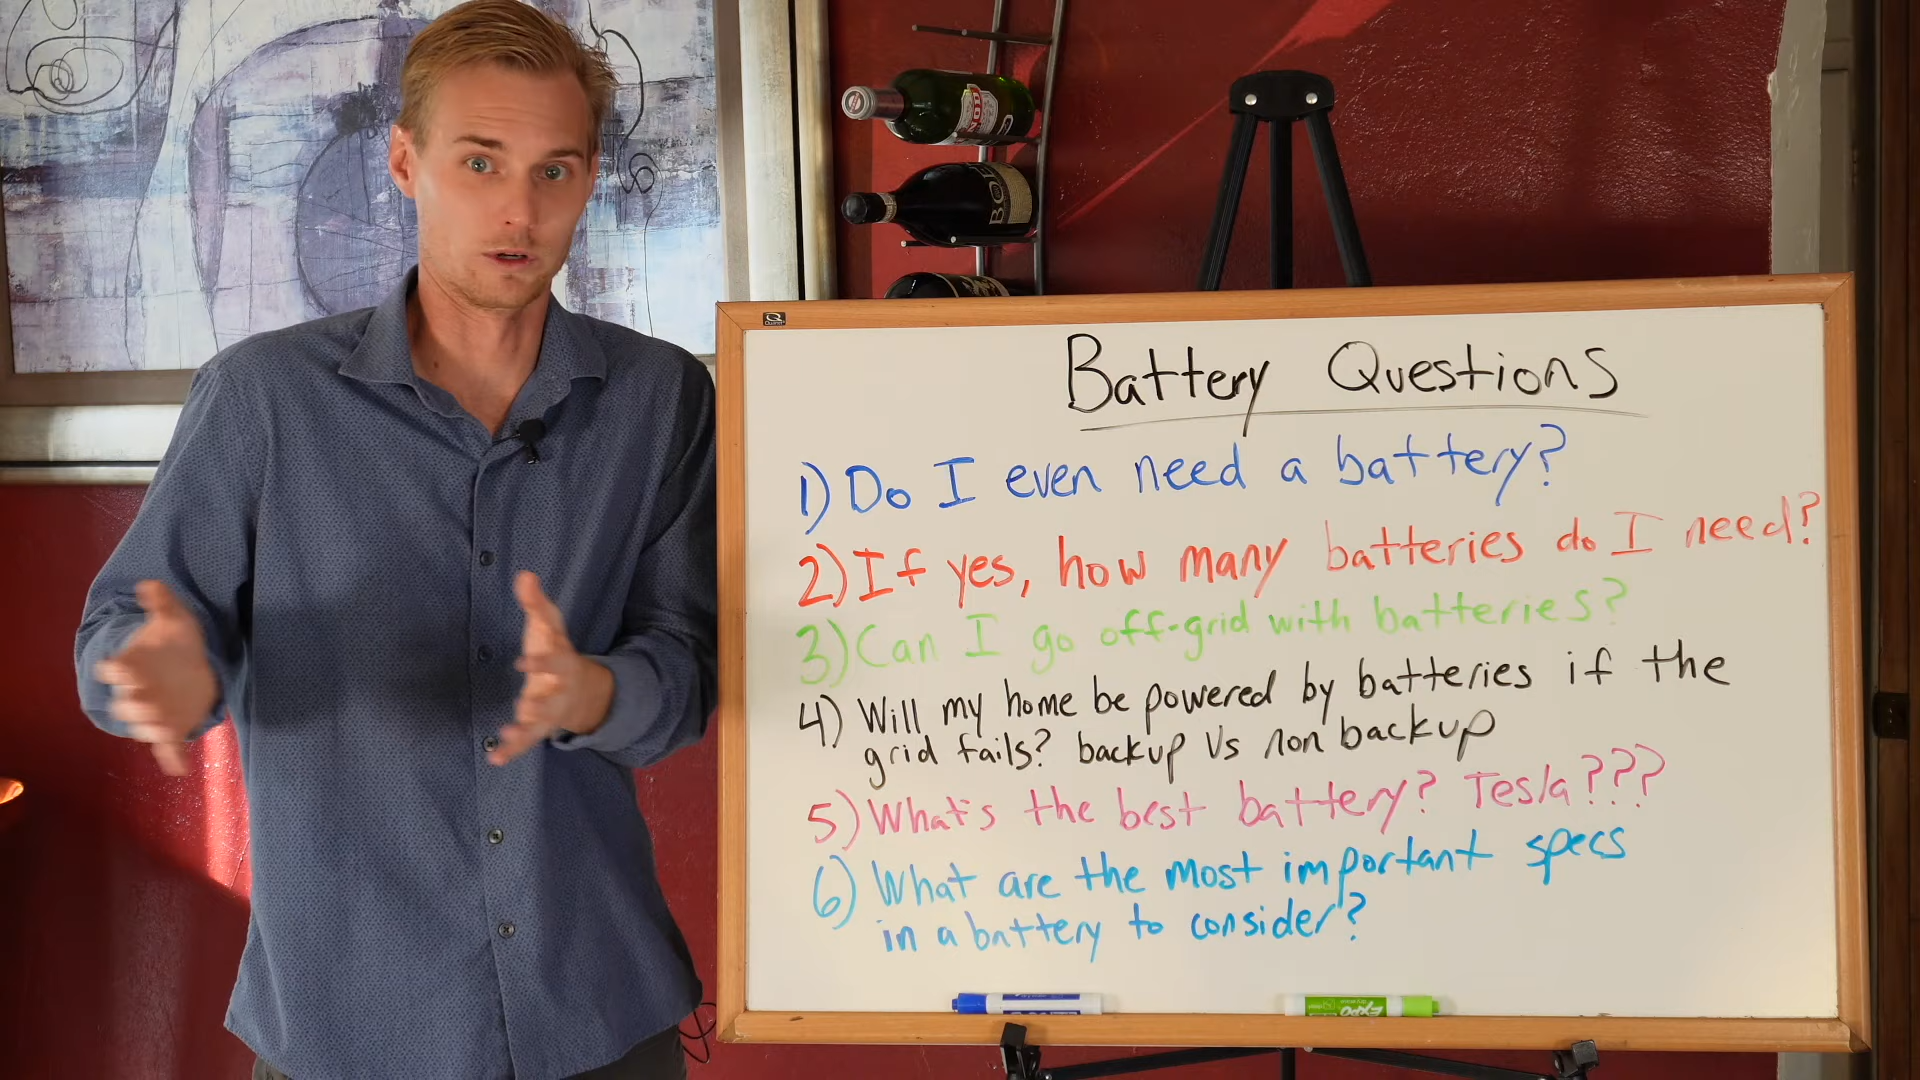 Battery Questions
1) Do I even need a battery?
2) If yes, how many batteries do I need?
3) Can I go off-grid with batteries?
4) Will my home be powered by batteries if the
grid fails? backup vs non backup
5) What's the best battery? Tesla???
6) What are the most important specs
in a battery to consider?
EXPO